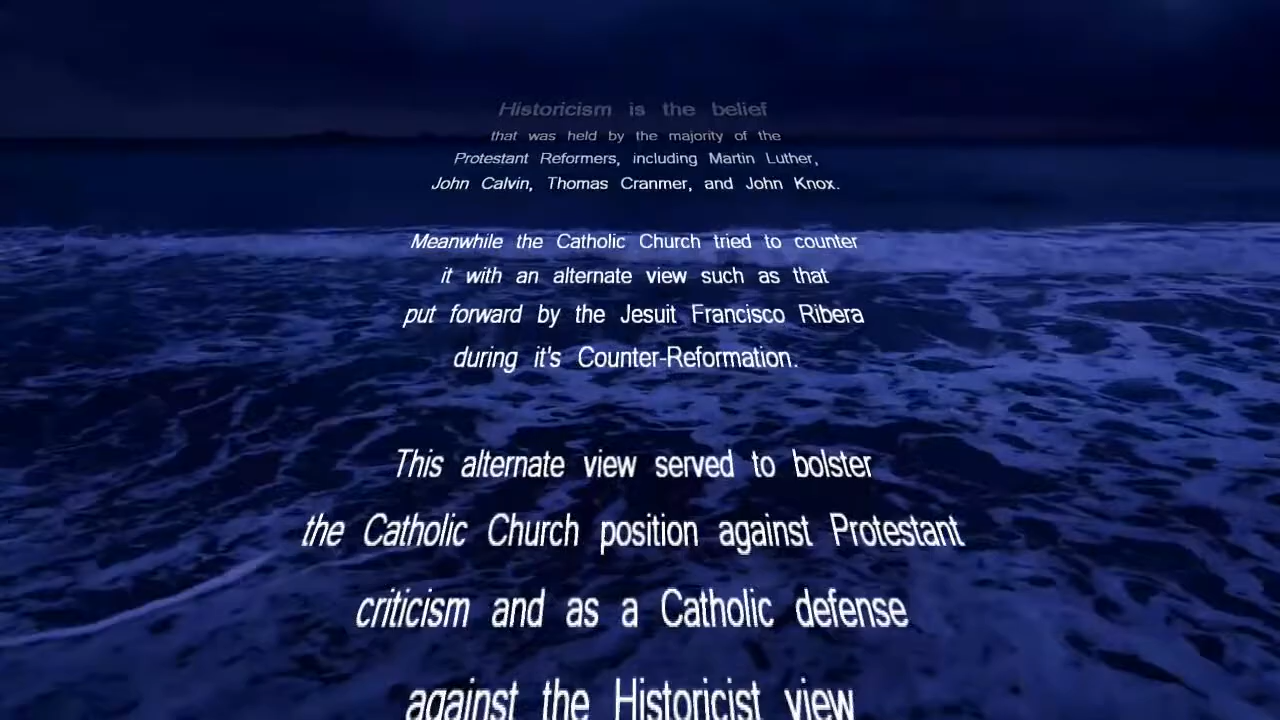 Historicism is the belief
that was held by the majority of the
Protestant Reformers, including Martin Luther,
John Calvin, Thomas Cranmer, and John Knox.
Meanwhile the Catholic Church tried to counter
it with an alternate view such as that
put forward by the Jesuit Francisco Ribera
during it's Counter-Reformation.
This alternate view served to bolster
the Catholic Church position against Protestant
criticism and as a Catholic defense
against the Historicist view